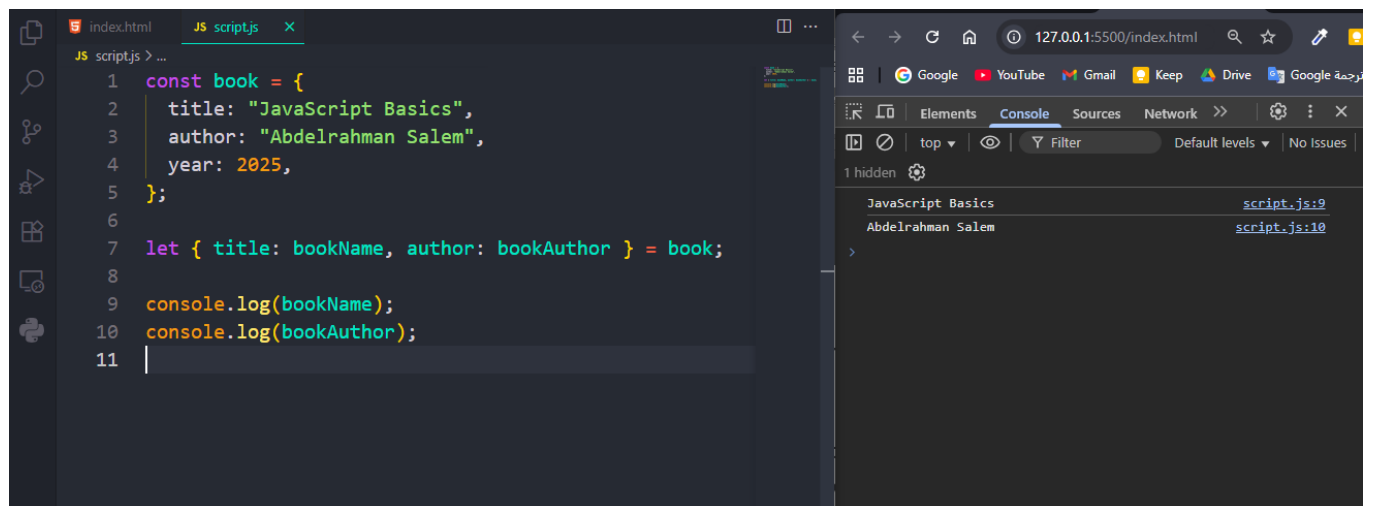 index.html
JS script.js ×
JS script.js > ...
1 const book = {
2 title: "JavaScript Basics",
3 author: "Abdelrahman Salem",
4 year: 2025,
5 };
6
7 let { title: bookName, author: bookAuthor } = book;
8
9 console.log(bookName);
10 console.log(bookAuthor);
11
127.0.0.1:5500/index.html
Google YouTube Gmail Keep Drive Google ترجمة
Elements Console Sources Network
top Filter Default levels No Issues
1 hidden
JavaScript Basics script.js:9
Abdelrahman Salem script.js:10